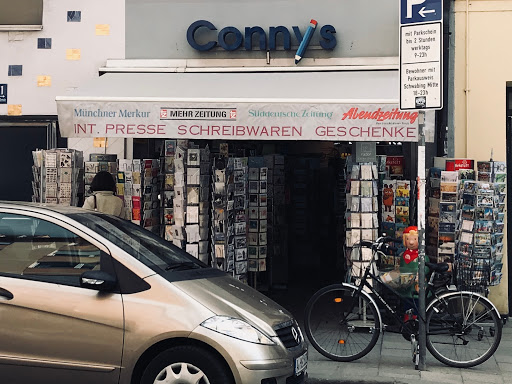 Conny's
Münchner Merkur
MEHR ZEITUNG
Süddeutsche Zeitung
Abendzeitung
INT. PRESSE SCHREIBWAREN GESCHENKE
P
mit
Parkschein
bis 2 Stunden
werktags
9-23h
Bewohner mit
Parkausweis
Schwabing Mitte
18-23h